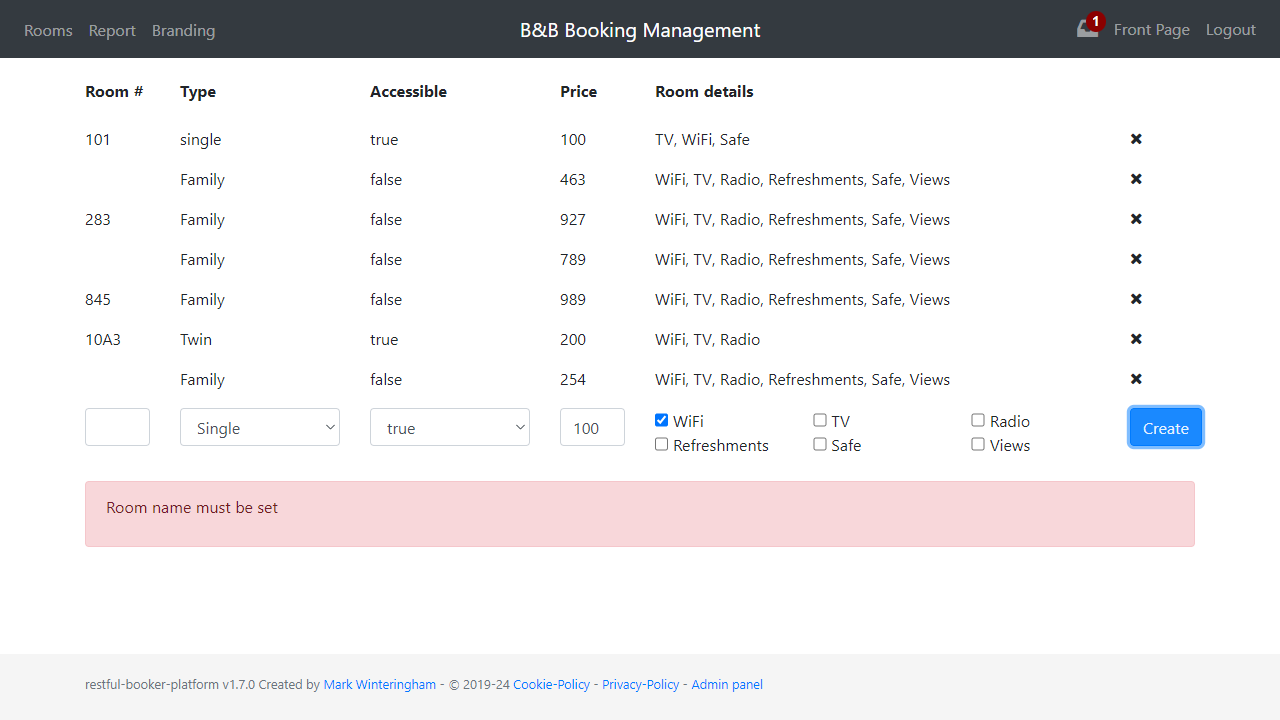 Rooms Report Branding B&B Booking Management 1 Front Page Logout
Room # Type Accessible Price Room details
101 single true 100 TV, WiFi, Safe
Family false 463 WiFi, TV, Radio, Refreshments, Safe, Views
283 Family false 927 WiFi, TV, Radio, Refreshments, Safe, Views
Family false 789 WiFi, TV, Radio, Refreshments, Safe, Views
845 Family false 989 WiFi, TV, Radio, Refreshments, Safe, Views
10A3 Twin true 200 WiFi, TV, Radio
Family false 254 WiFi, TV, Radio, Refreshments, Safe, Views
Single true 100 WiFi TV Radio Create
Refreshments Safe Views
Room name must be set
restful-booker-platform v1.7.0 Created by Mark Winteringham - © 2019-24 Cookie-Policy - Privacy-Policy - Admin panel